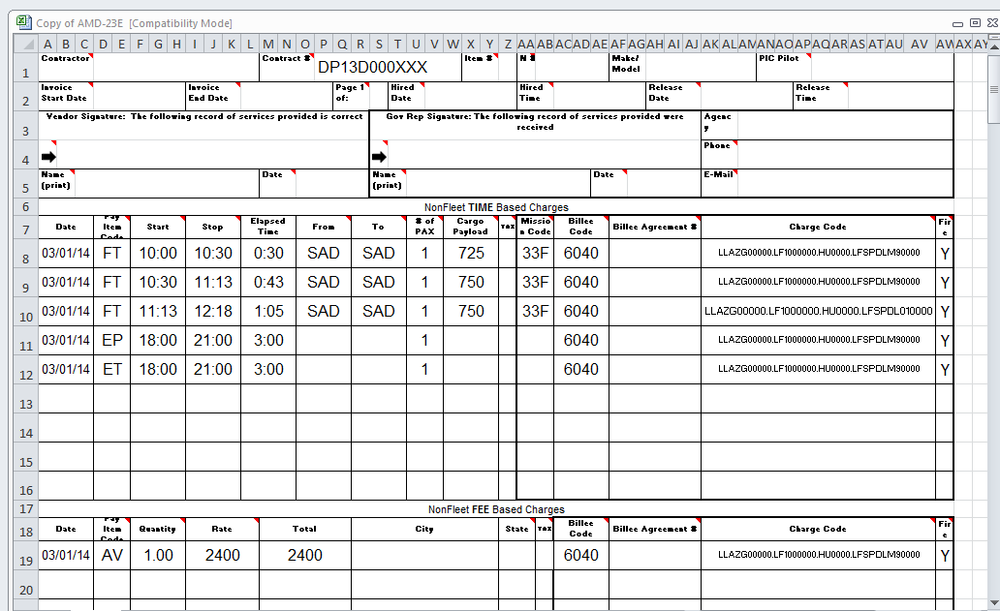 Copy of AMD-23E [Compatibility Mode]
A B C D E F G H I J K L M N O P Q R S T U V W X Y Z AA AB AC AD AE AF AG AH AI AJ AK AL AM AN AO AP AQ AR AS AT AU AV AW AX AY
1 Contractor Contract # DP13D000XXX Item # N # Make/ Model PIC Pilot
2 Invoice Start Date Invoice End Date Page 1 of: Hired Date Hired Time Release Date Release Time
3 Vendor Signature: The following record of services provided is correct Gov Rep Signature: The following record of services provided were received Agency
4 Phone
5 Name (print) Date Name (print) Date E-Mail
6 NonFleet TIME Based Charges
7 Date Pay Item Code Start Stop Elapsed Time From To # of PAX Cargo Payload TAX Mission Code Billee Code Billee Agreement # Charge Code Fire
8 03/01/14 FT 10:00 10:30 0:30 SAD SAD 1 725 33F 6040 LLAZG00000.LF1000000.HU0000.LFSPDLM90000 Y
9 03/01/14 FT 10:30 11:13 0:43 SAD SAD 1 750 33F 6040 LLAZG00000.LF1000000.HU0000.LFSPDLM90000 Y
10 03/01/14 FT 11:13 12:18 1:05 SAD SAD 1 750 33F 6040 LLAZG00000.LF1000000.HU0000.LFSPDL010000 Y
11 03/01/14 EP 18:00 21:00 3:00 1 6040 LLAZG00000.LF1000000.HU0000.LFSPDLM90000 Y
12 03/01/14 ET 18:00 21:00 3:00 1 6040 LLAZG00000.LF1000000.HU0000.LFSPDLM90000 Y
13
14
15
16
17 NonFleet FEE Based Charges
18 Date Pay Item Code Quantity Rate Total City State TAX Billee Code Billee Agreement # Charge Code Fire
19 03/01/14 AV 1.00 2400 2400 6040 LLAZG00000.LF1000000.HU0000.LFSPDLM90000 Y
20